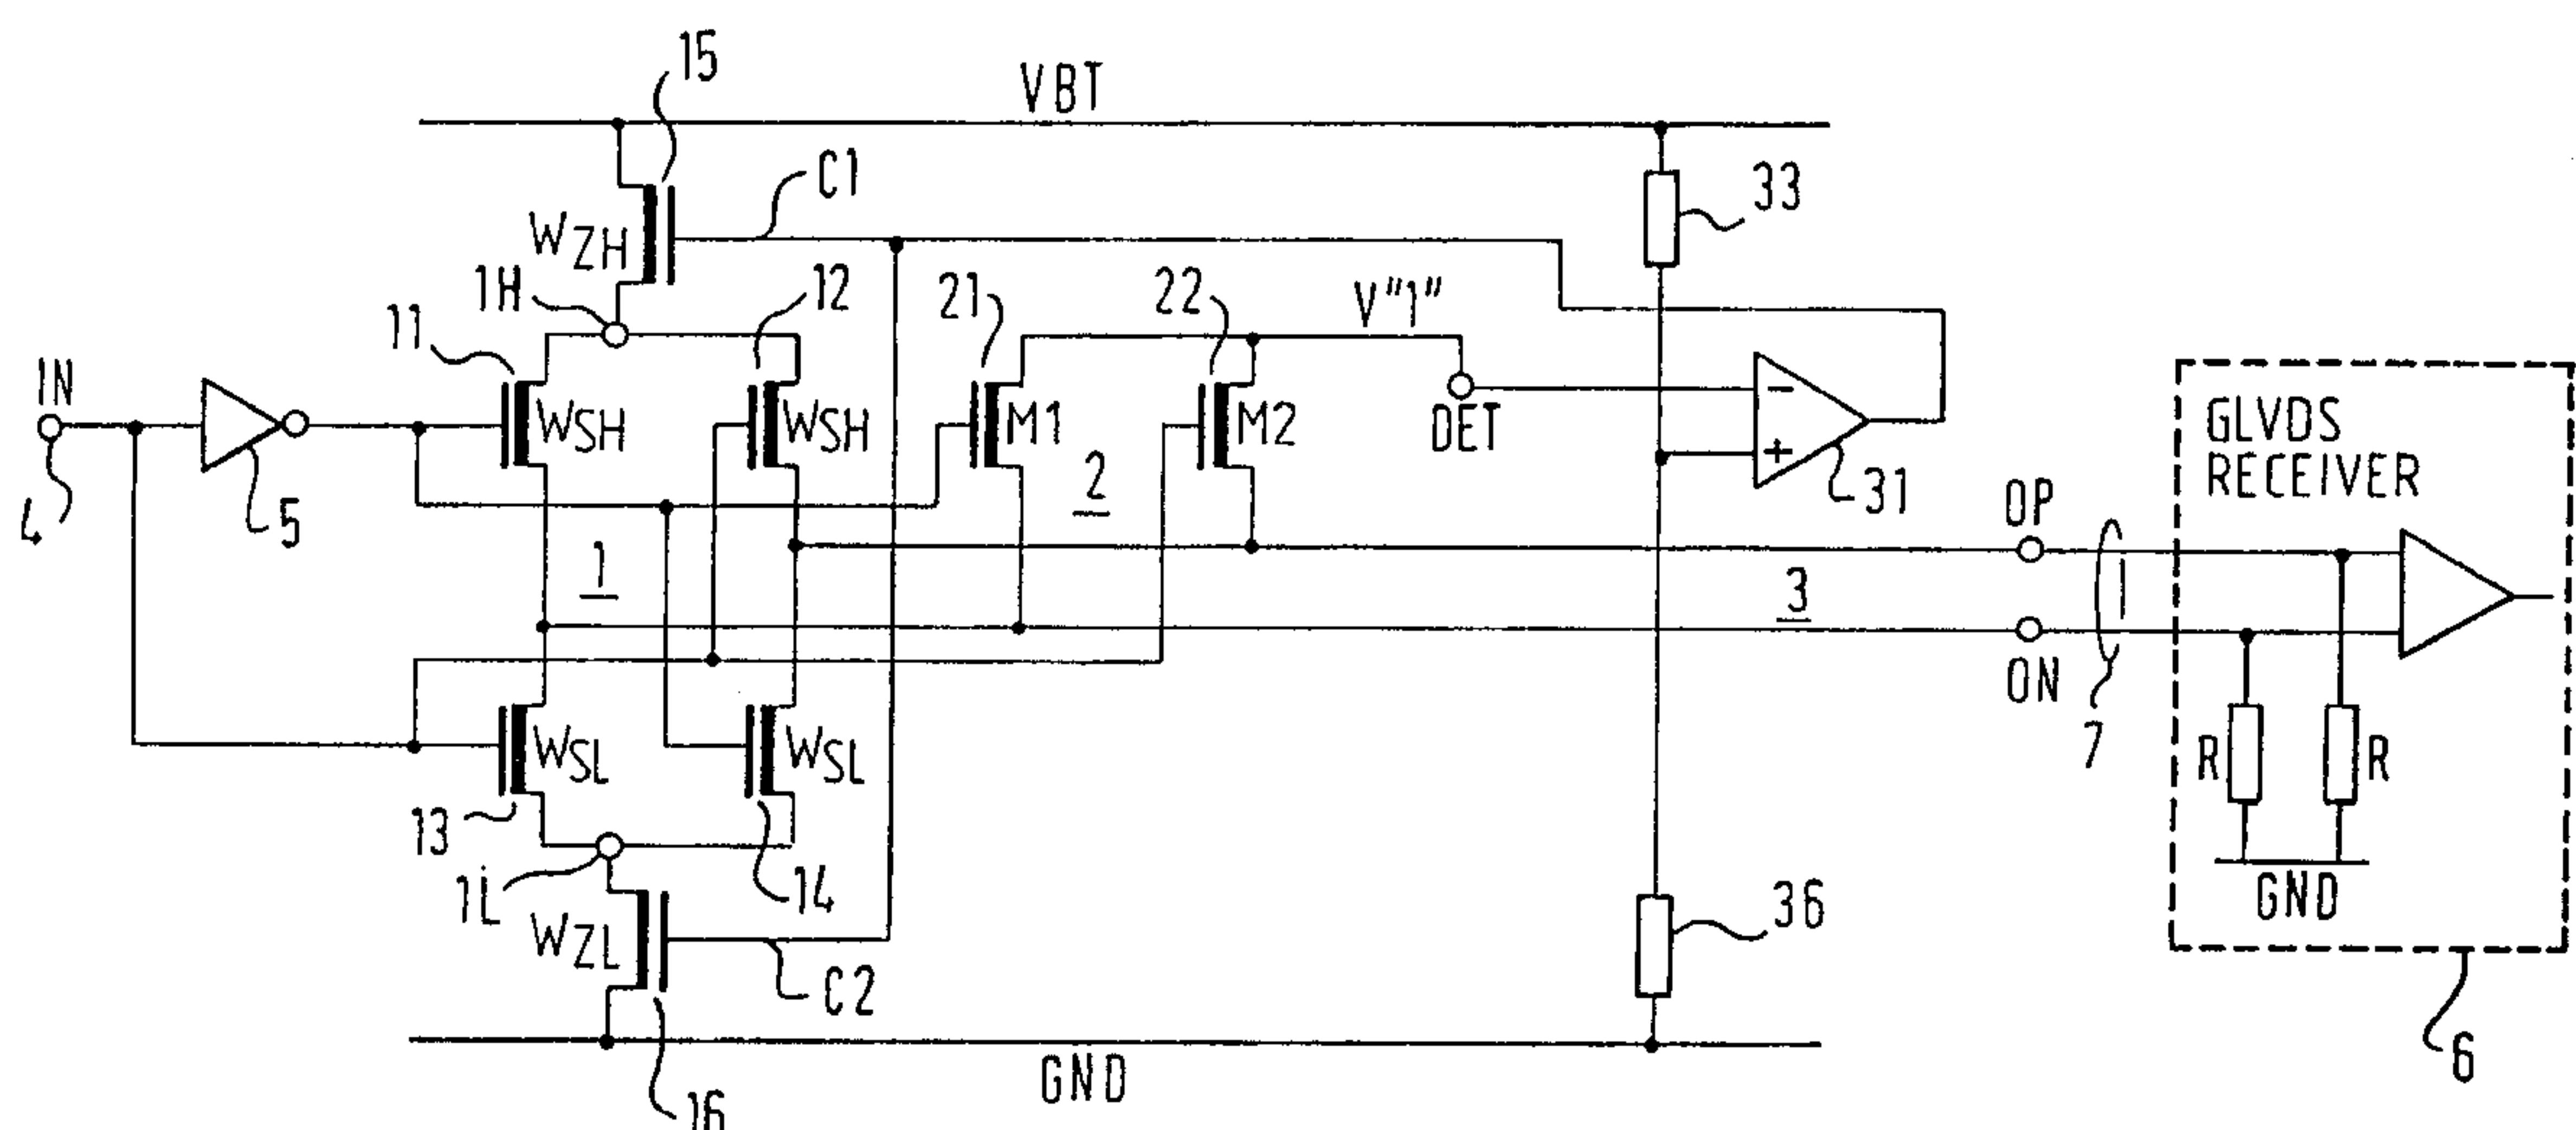 15
VBT
C1
33
WZH
1H
12
21
22
V"1"
11
IN
WSH
WSH
M1
M2
DET
−
+
GLVDS
RECEIVER
4
5
2
31
OP
1
3
ON
7
WSL
WSL
R
R
13
1L
14
GND
36
WZL
C2
16
GND
6